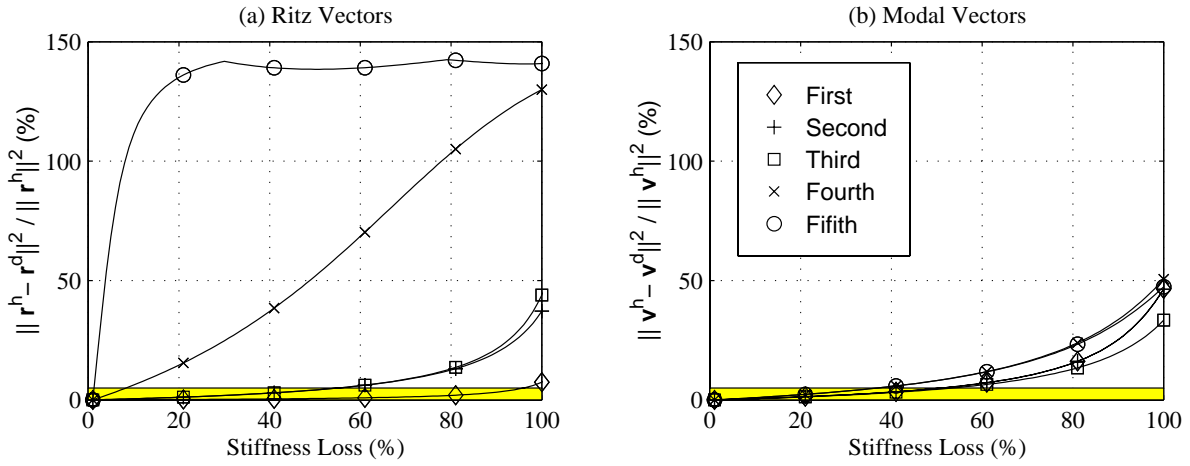 (a) Ritz Vectors
150
100
50
0
0 20 40 60 80 100
Stiffness Loss (%)
|| r^h – r^d||^2 / || r^h||^2 (%)
(b) Modal Vectors
150
100
50
0
0 20 40 60 80 100
Stiffness Loss (%)
|| v^h – v^d||^2 / || v^h||^2 (%)
First
Second
Third
Fourth
Fifith